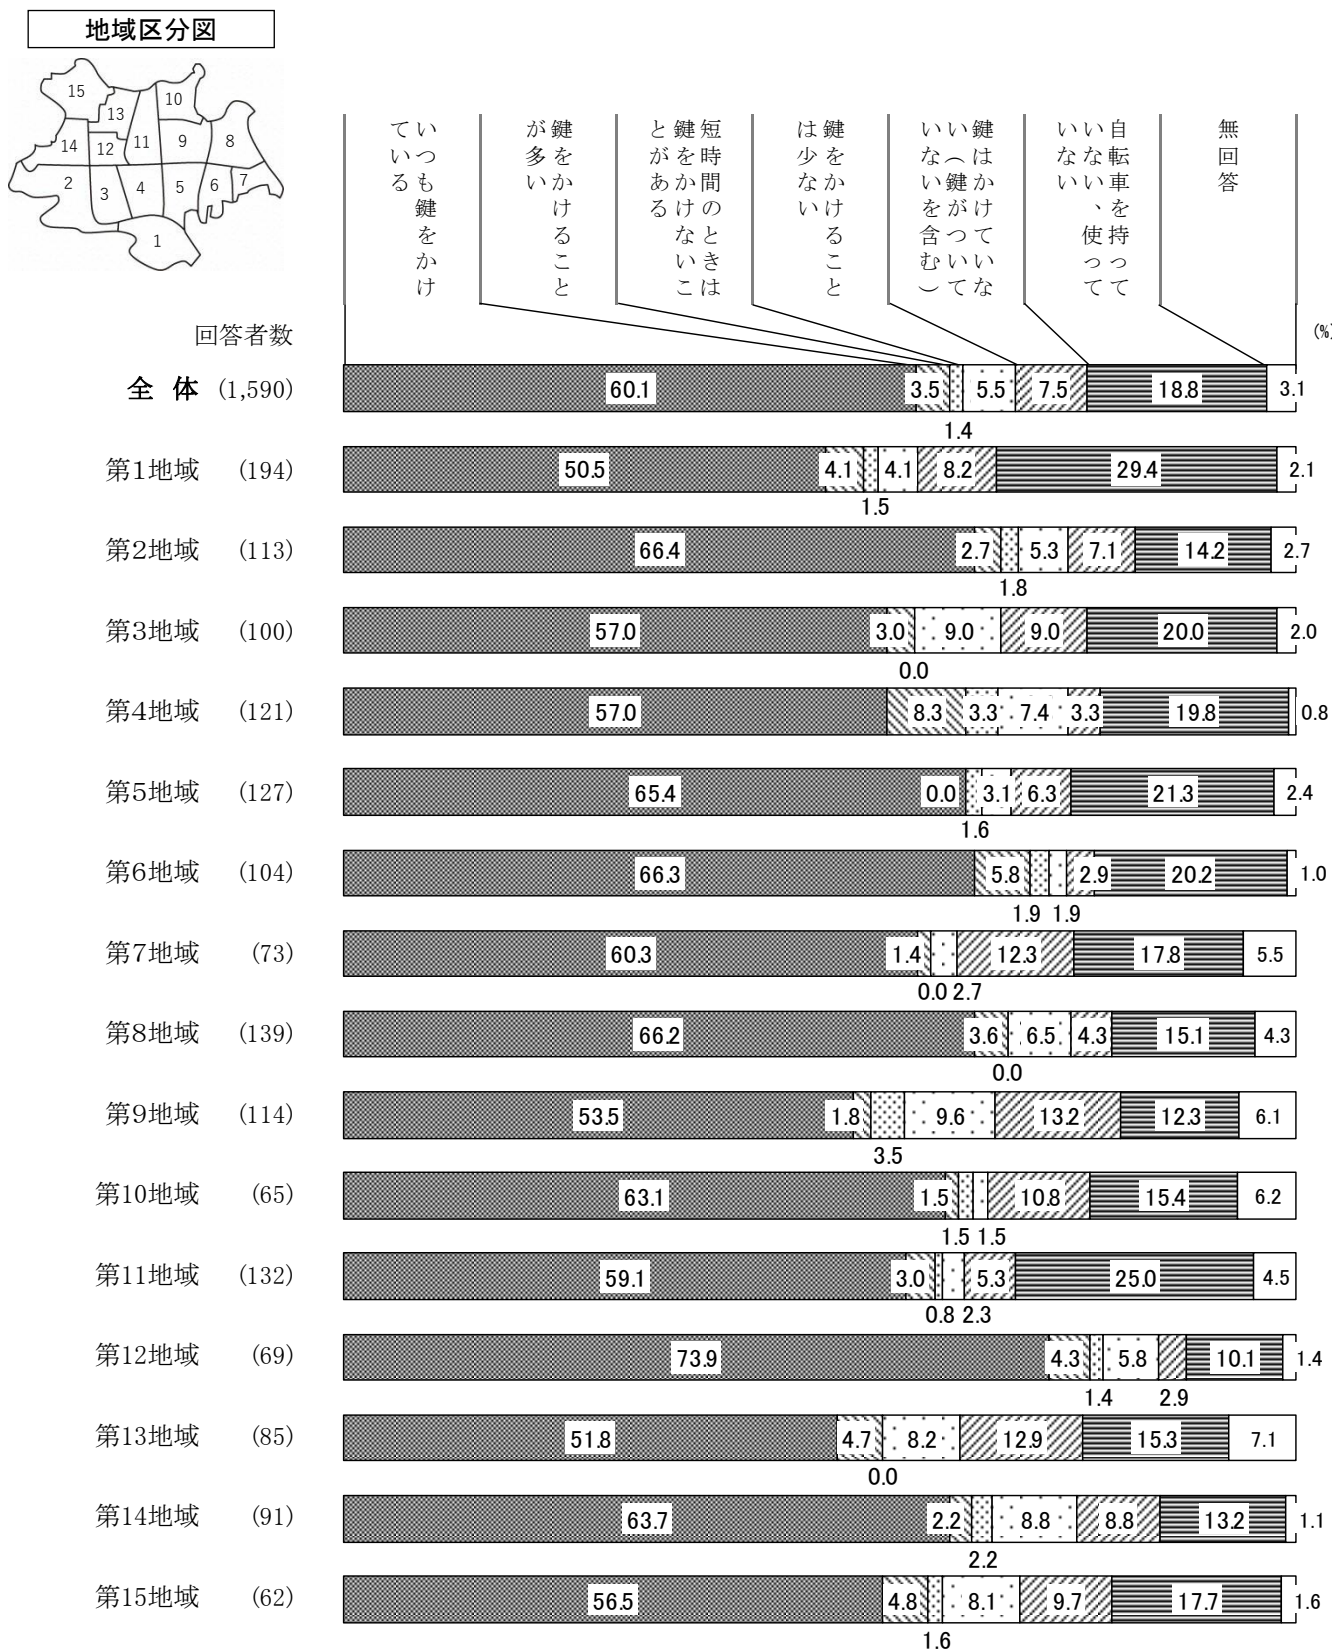 地域区分図
15
13
10
14
12
11
9
8
2
3
4
5
6
7
1
いつも鍵をかけ
ている
鍵をかけること
が多い
短時間のときは
鍵をかけないこ
とがある
鍵をかけること
は少ない
鍵はかけていな
い（鍵がついて
いないを含む）
自転車を持って
いない、使って
いない
無回答
回答者数
(%)
全 体 (1,590) 60.1 3.5 5.5 7.5 18.8 3.1
1.4
第1地域 (194) 50.5 4.1 4.1 8.2 29.4 2.1
1.5
第2地域 (113) 66.4 2.7 5.3 7.1 14.2 2.7
1.8
第3地域 (100) 57.0 3.0 9.0 9.0 20.0 2.0
0.0
第4地域 (121) 57.0 8.3 3.3 7.4 3.3 19.8 0.8
第5地域 (127) 65.4 0.0 3.1 6.3 21.3 2.4
1.6
第6地域 (104) 66.3 5.8 2.9 20.2 1.0
1.9 1.9
第7地域 (73) 60.3 1.4 12.3 17.8 5.5
0.0 2.7
第8地域 (139) 66.2 3.6 6.5 4.3 15.1 4.3
0.0
第9地域 (114) 53.5 1.8 9.6 13.2 12.3 6.1
3.5
第10地域 (65) 63.1 1.5 10.8 15.4 6.2
1.5 1.5
第11地域 (132) 59.1 3.0 5.3 25.0 4.5
0.8 2.3
第12地域 (69) 73.9 4.3 5.8 10.1 1.4
1.4 2.9
第13地域 (85) 51.8 4.7 8.2 12.9 15.3 7.1
0.0
第14地域 (91) 63.7 2.2 8.8 8.8 13.2 1.1
2.2
第15地域 (62) 56.5 4.8 8.1 9.7 17.7 1.6
1.6